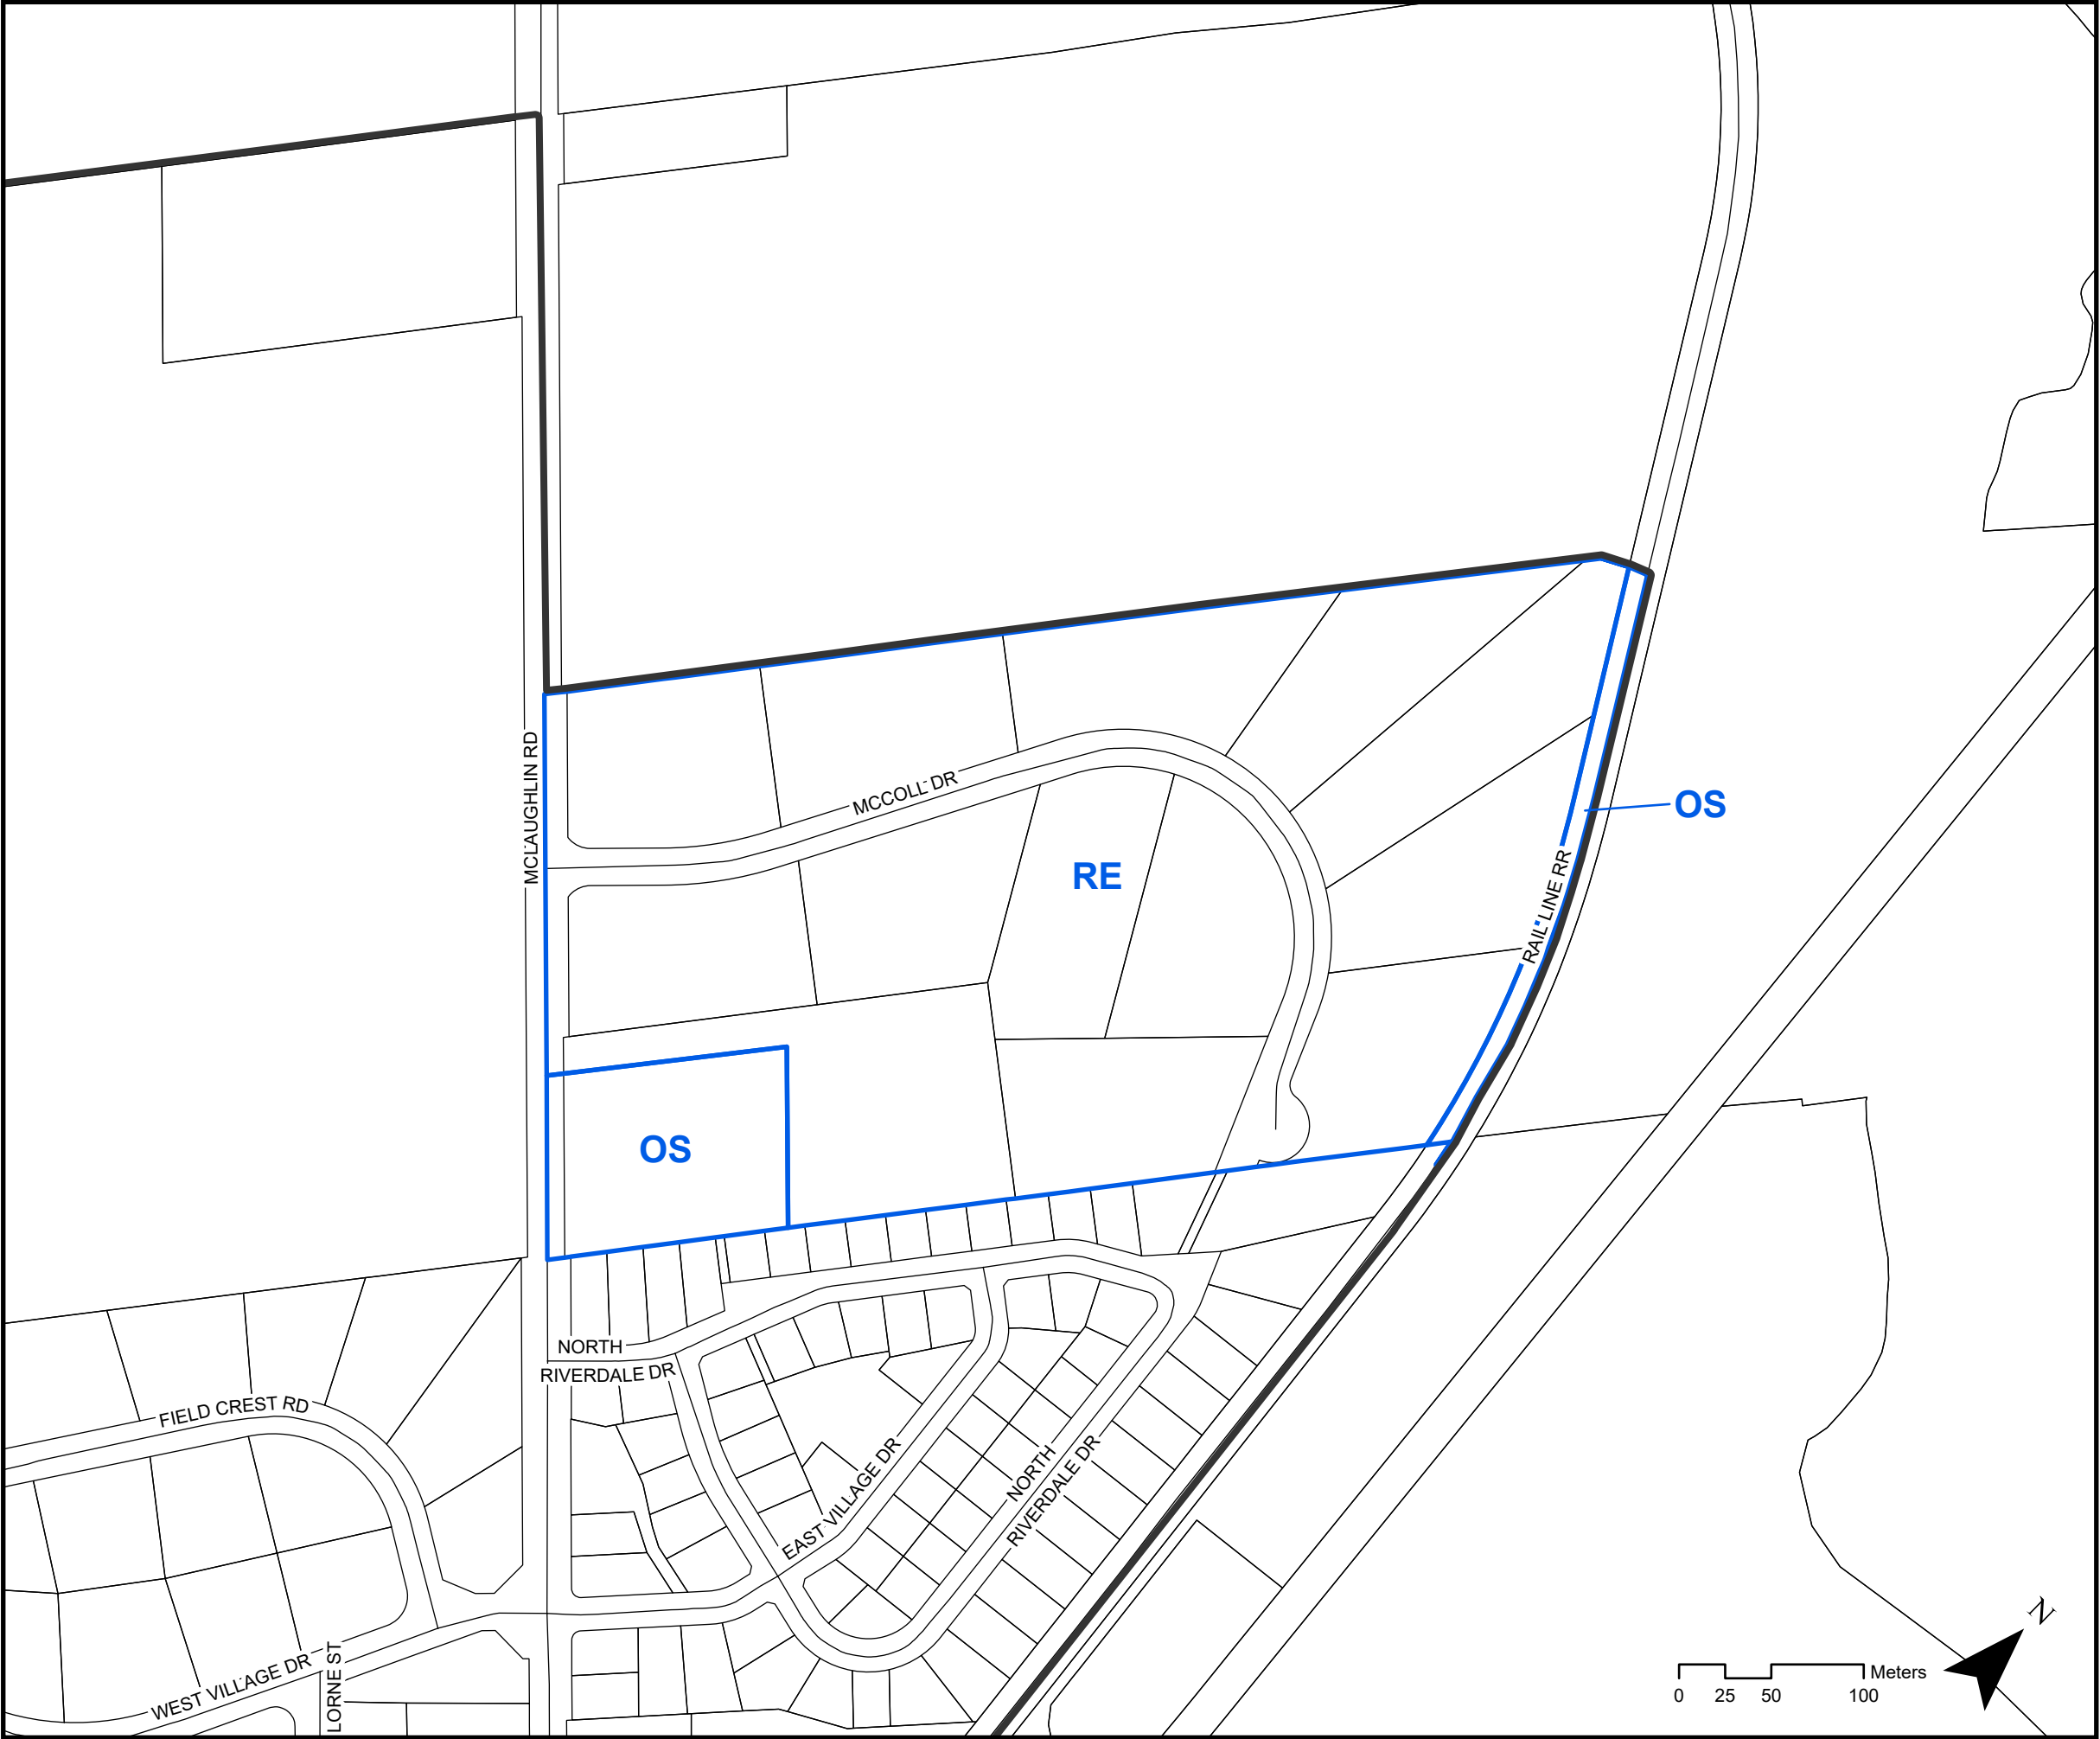 MCLAUGHLIN RD
MCCOLL DR
OS
RE
RAIL LINE RR
OS
NORTH
RIVERDALE DR
FIELD CREST RD
EAST VILLAGE DR
NORTH
RIVERDALE DR
WEST VILLAGE DR
LORNE ST
N
Meters
0 25 50 100